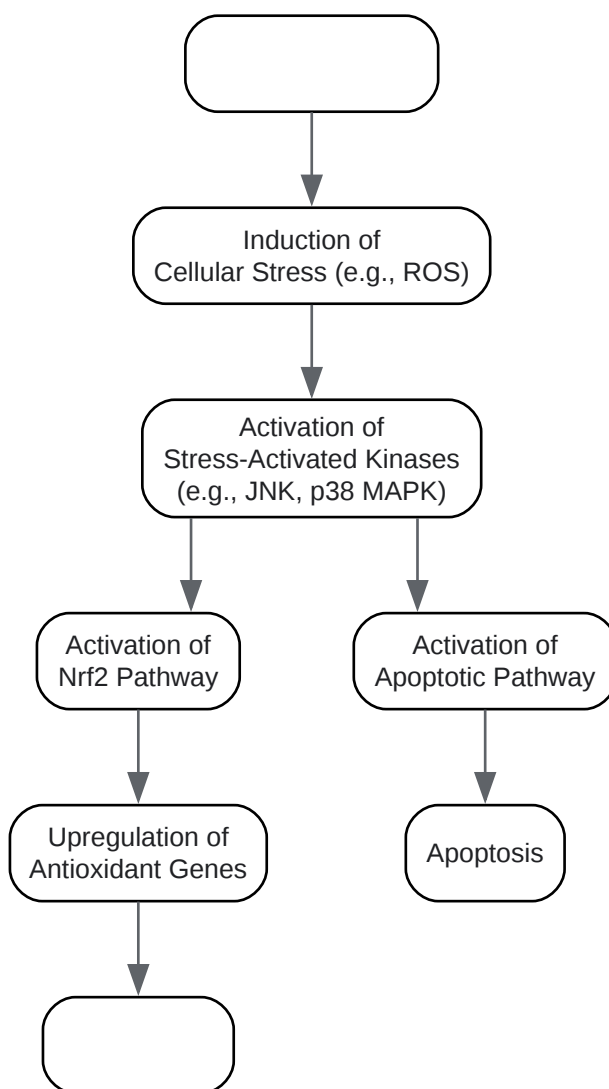 Induction of
Cellular Stress (e.g., ROS)
Activation of
Stress-Activated Kinases
(e.g., JNK, p38 MAPK)
Activation of
Nrf2 Pathway
Activation of
Apoptotic Pathway
Upregulation of
Antioxidant Genes
Apoptosis